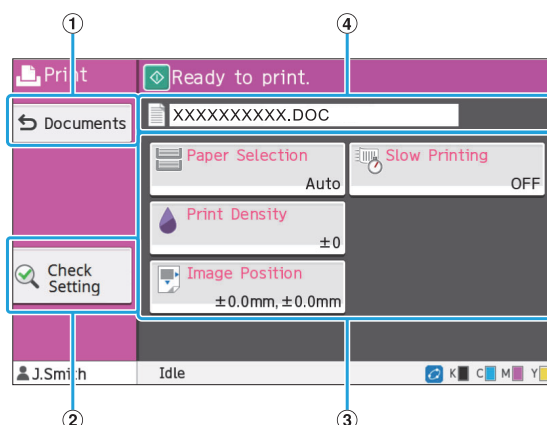 1
4
Print
Ready to print.
Documents
XXXXXXXXXX.DOC
Paper Selection
Auto
Slow Printing
OFF
Print Density
±0
Check
Setting
Image Position
±0.0mm, ±0.0mm
J.Smith
Idle
K C M Y
2
3